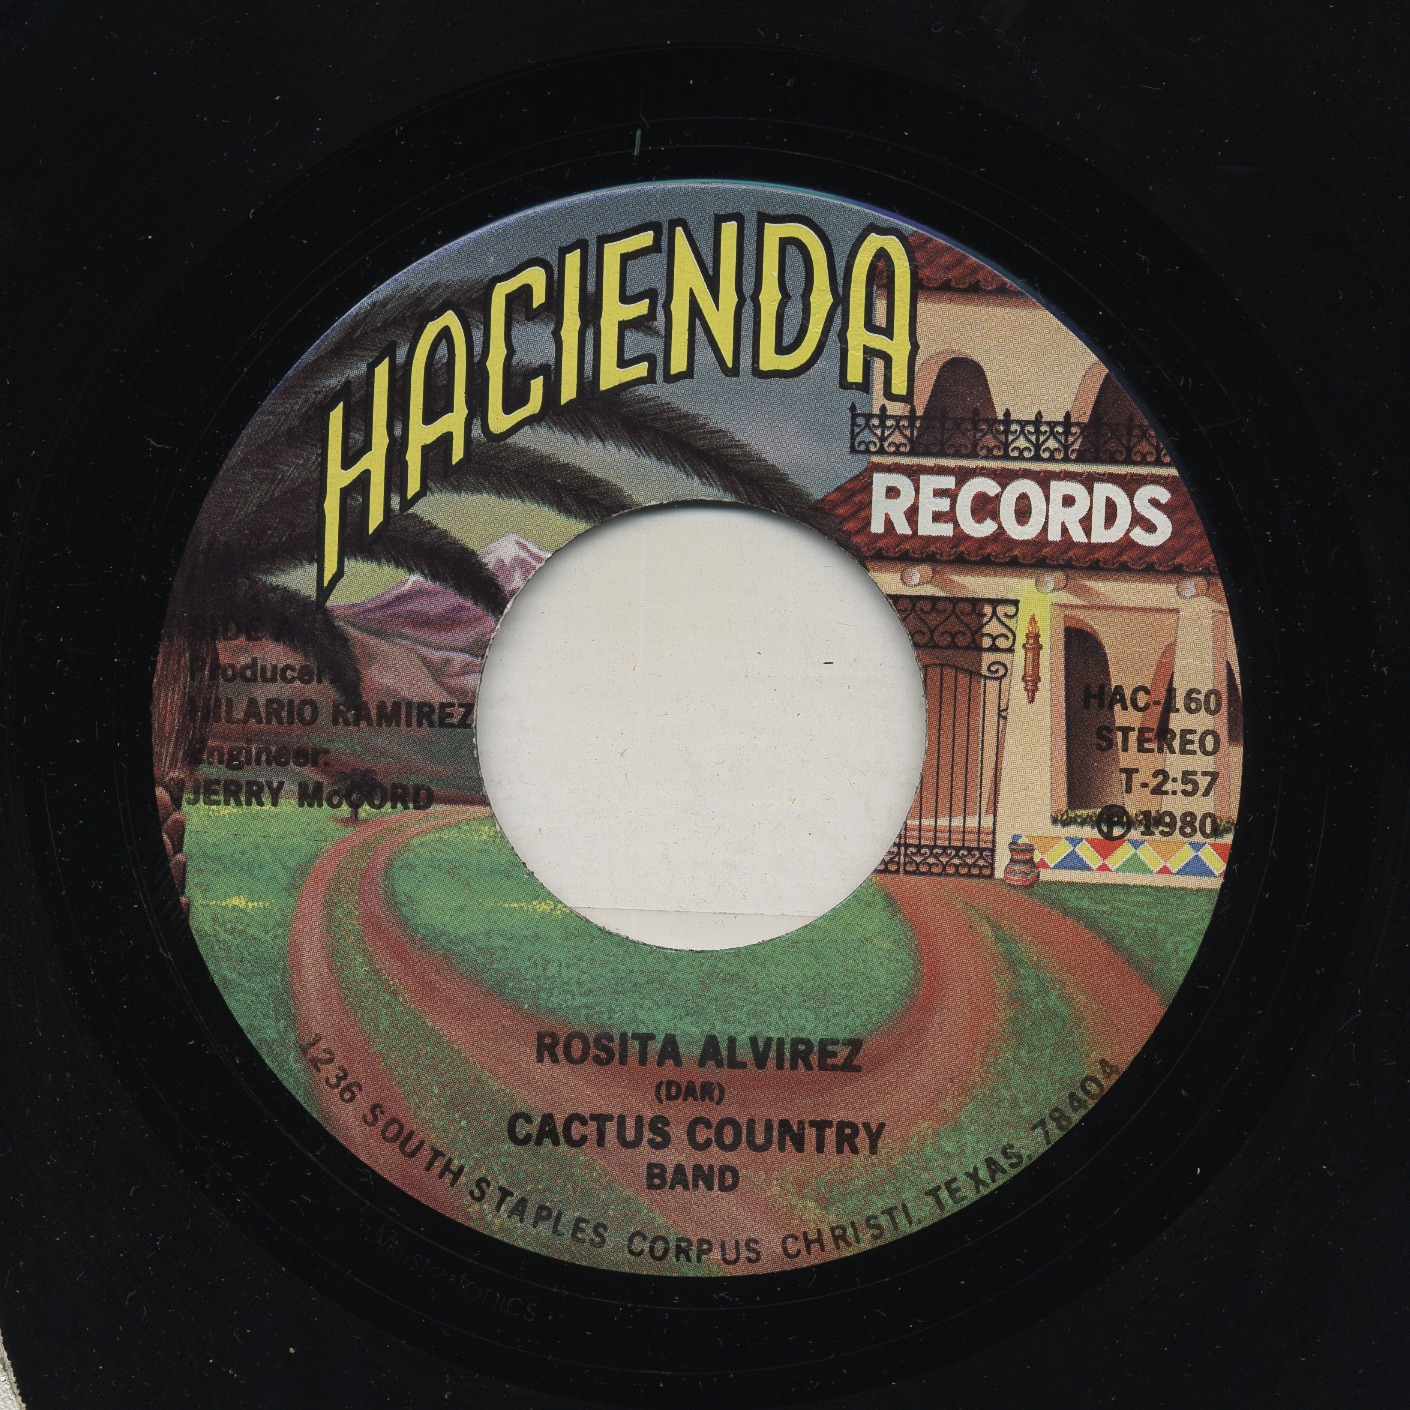 HACIENDA
RECORDS
Producer:
HILARIO RAMIREZ
Engineer:
JERRY McCORD
HAC-160
STEREO
T-2:57
Ⓟ 1980
ROSITA ALVIREZ
(DAR)
CACTUS COUNTRY
BAND
1236 SOUTH STAPLES CORPUS CHRISTI, TEXAS, 78404